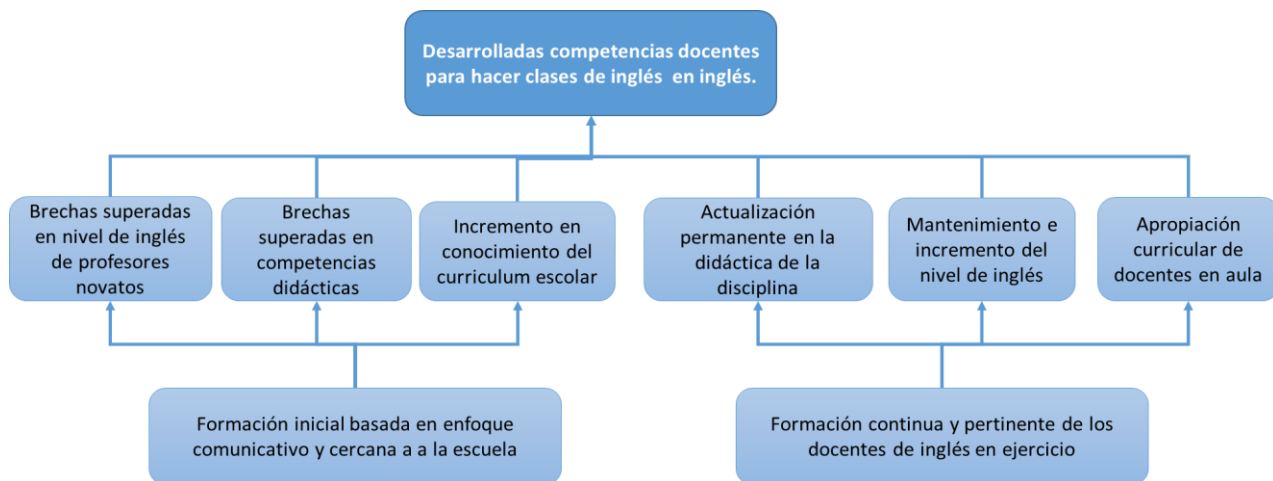 Desarrolladas competencias docentes
para hacer clases de inglés en inglés.
Brechas superadas
en nivel de inglés
de profesores
novatos
Brechas
superadas en
competencias
didácticas
Incremento en
conocimiento del
curriculum escolar
Actualización
permanente en la
didáctica de la
disciplina
Mantenimiento e
incremento del
nivel de inglés
Apropiación
curricular de
docentes en aula
Formación inicial basada en enfoque
comunicativo y cercana a a la escuela
Formación continua y pertinente de los
docentes de inglés en ejercicio